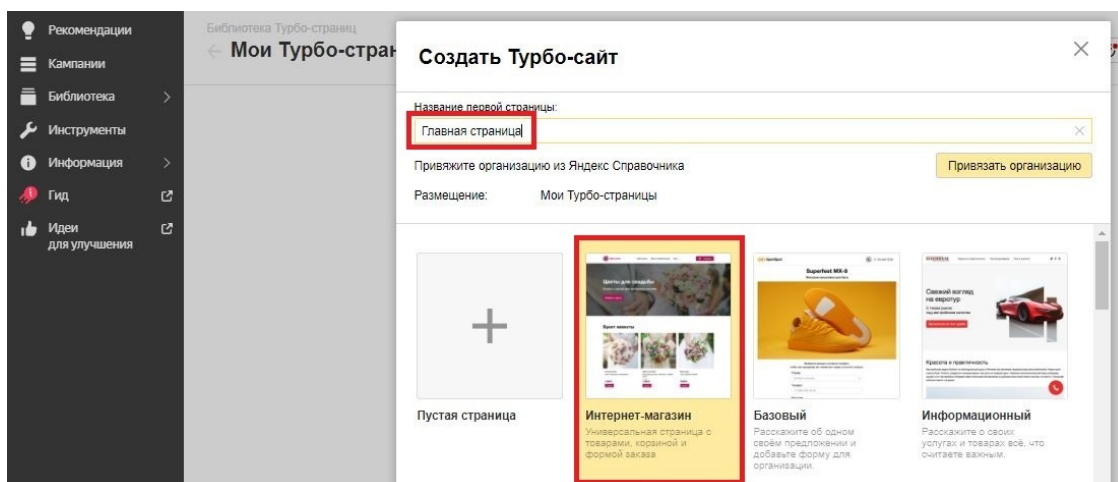 Рекомендации
Кампании
Библиотека
Инструменты
Информация
Гид
Идеи
для улучшения
Библиотека Турбо-страниц
← Мои Турбо-стран
Создать Турбо-сайт
Название первой страницы:
Главная страница
Привяжите организацию из Яндекс Справочника
Привязать организацию
Размещение: Мои Турбо-страницы
Цветы для свадьбы
Букет невесты
Superfeet MX-8
Свежий взгляд
на евротур
Красота и практичность
Пустая страница
Интернет-магазин
Универсальная страница с
товарами, корзиной и
формой заказа
Базовый
Расскажите об одном
своём предложении и
добавьте форму для
организации.
Информационный
Расскажите о своих
услугах и товарах всё, что
считаете важным.